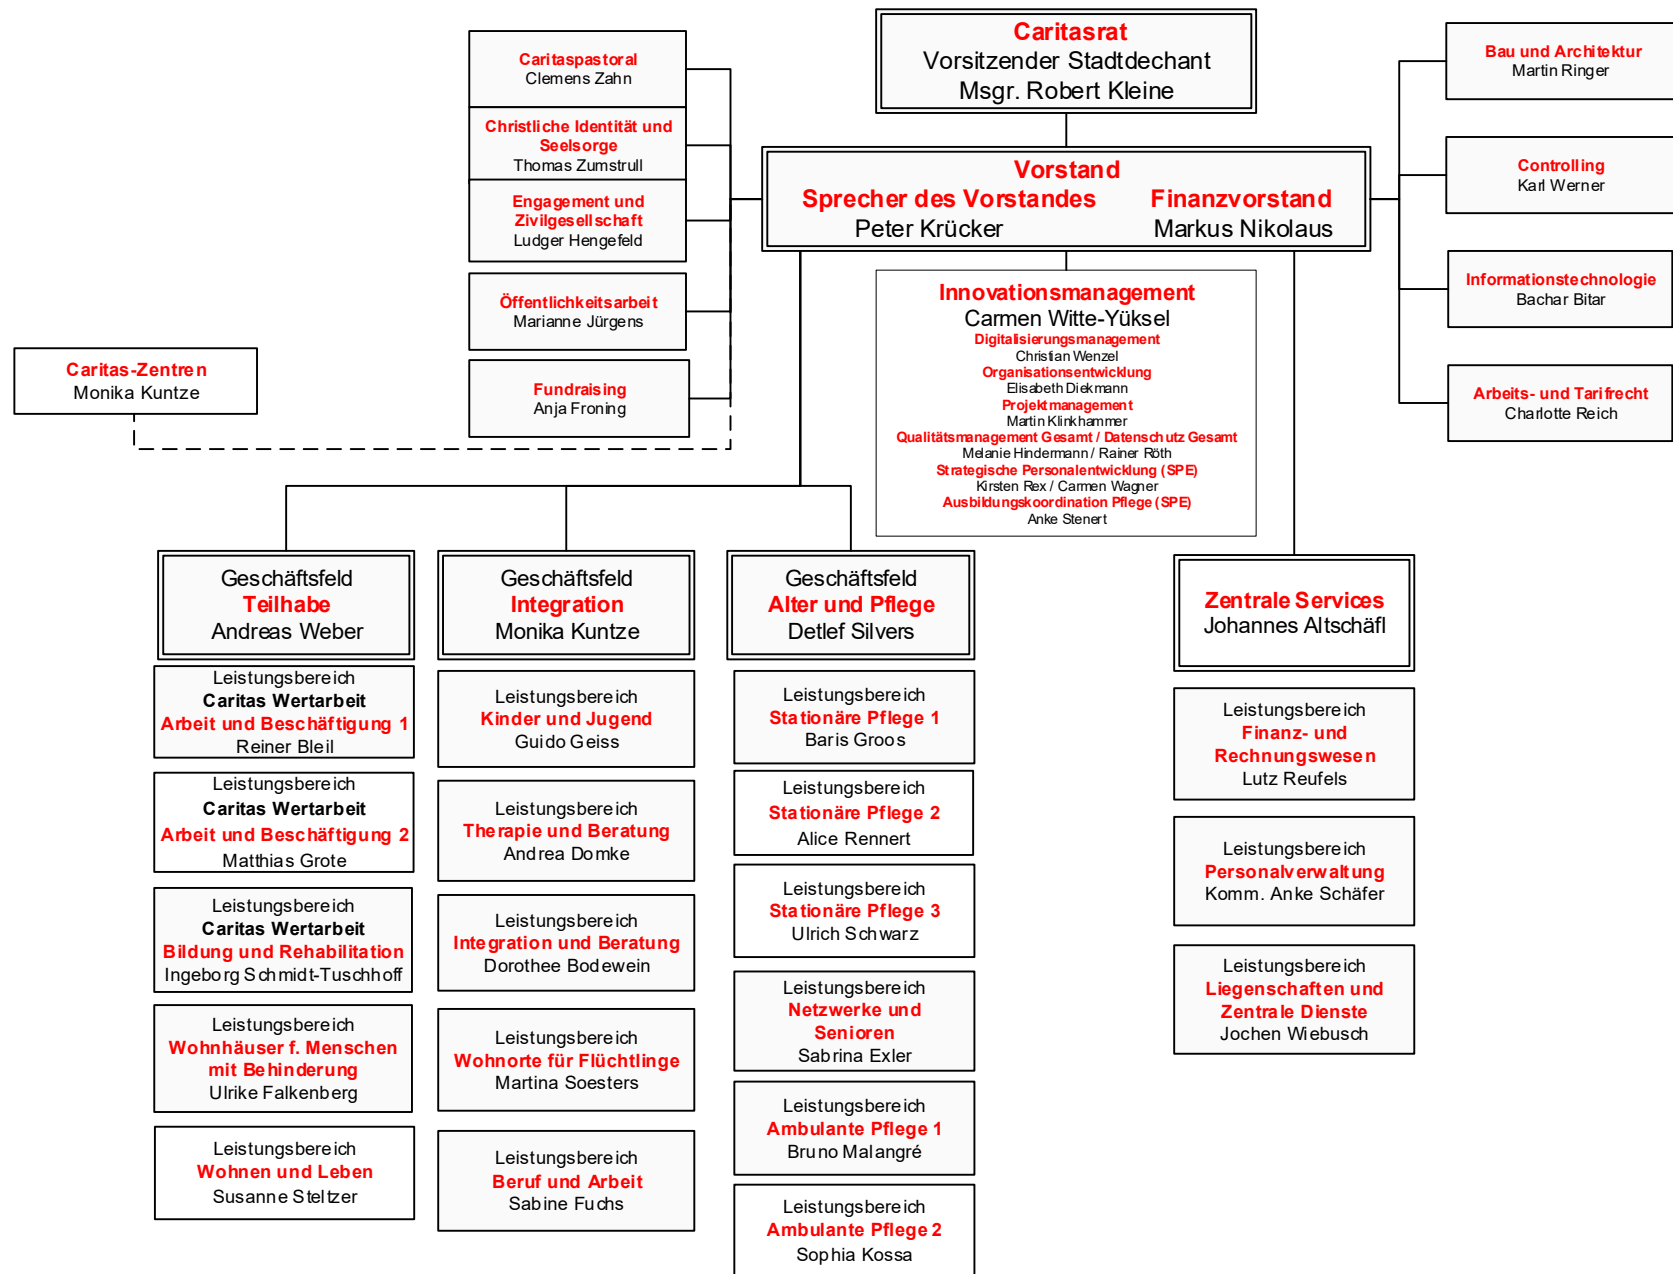 Caritasrat
Vorsitzender Stadtdechant
Msgr. Robert Kleine
Caritaspastoral
Clemens Zahn
Christliche Identität und
Seelsorge
Thomas Zumstrull
Engagement und
Zivilgesellschaft
Ludger Hengefeld
Öffentlichkeitsarbeit
Marianne Jürgens
Fundraising
Anja Froning
Caritas-Zentren
Monika Kuntze
Vorstand
Sprecher des Vorstandes Finanzvorstand
Peter Krücker Markus Nikolaus
Bau und Architektur
Martin Ringer
Controlling
Karl Werner
Informationstechnologie
Bachar Bitar
Arbeits- und Tarifrecht
Charlotte Reich
Innovationsmanagement
Carmen Witte-Yüksel
Digitalisierungsmanagement
Christian Wenzel
Organisationsentwicklung
Elisabeth Diekmann
Projektmanagement
Martin Klinkhammer
Qualitätsmanagement Gesamt / Datenschutz Gesamt
Melanie Hindermann / Rainer Röth
Strategische Personalentwicklung (SPE)
Kirsten Rex / Carmen Wagner
Ausbildungskoordination Pflege (SPE)
Anke Stenert
Geschäftsfeld
Teilhabe
Andreas Weber
Leistungsbereich
Caritas Wertarbeit
Arbeit und Beschäftigung 1
Reiner Bleil
Leistungsbereich
Caritas Wertarbeit
Arbeit und Beschäftigung 2
Matthias Grote
Leistungsbereich
Caritas Wertarbeit
Bildung und Rehabilitation
Ingeborg Schmidt-Tuschhoff
Leistungsbereich
Wohnhäuser f. Menschen
mit Behinderung
Ulrike Falkenberg
Leistungsbereich
Wohnen und Leben
Susanne Steltzer
Geschäftsfeld
Integration
Monika Kuntze
Leistungsbereich
Kinder und Jugend
Guido Geiss
Leistungsbereich
Therapie und Beratung
Andrea Domke
Leistungsbereich
Integration und Beratung
Dorothee Bodewein
Leistungsbereich
Wohnorte für Flüchtlinge
Martina Soesters
Leistungsbereich
Beruf und Arbeit
Sabine Fuchs
Geschäftsfeld
Alter und Pflege
Detlef Silvers
Leistungsbereich
Stationäre Pflege 1
Baris Groos
Leistungsbereich
Stationäre Pflege 2
Alice Rennert
Leistungsbereich
Stationäre Pflege 3
Ulrich Schwarz
Leistungsbereich
Netzwerke und
Senioren
Sabrina Exler
Leistungsbereich
Ambulante Pflege 1
Bruno Malangré
Leistungsbereich
Ambulante Pflege 2
Sophia Kossa
Zentrale Services
Johannes Altschäfl
Leistungsbereich
Finanz- und
Rechnungswesen
Lutz Reufels
Leistungsbereich
Personalverwaltung
Komm. Anke Schäfer
Leistungsbereich
Liegenschaften und
Zentrale Dienste
Jochen Wiebusch